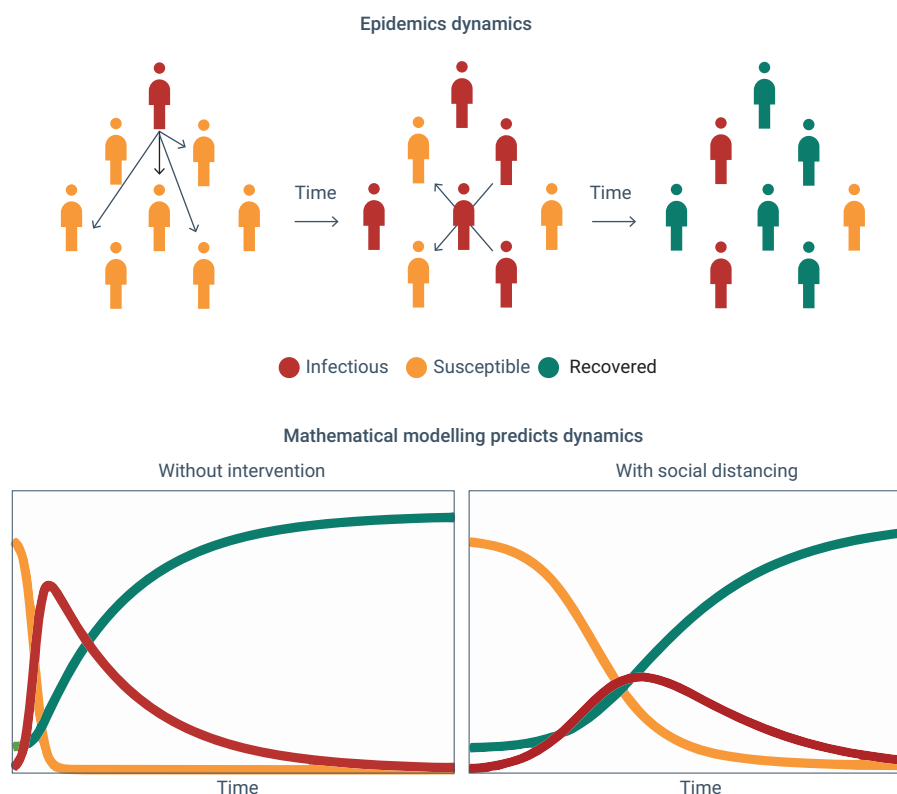 Epidemics dynamics
Time
Time
Infectious
Susceptible
Recovered
Mathematical modelling predicts dynamics
Without intervention
With social distancing
Time
Time